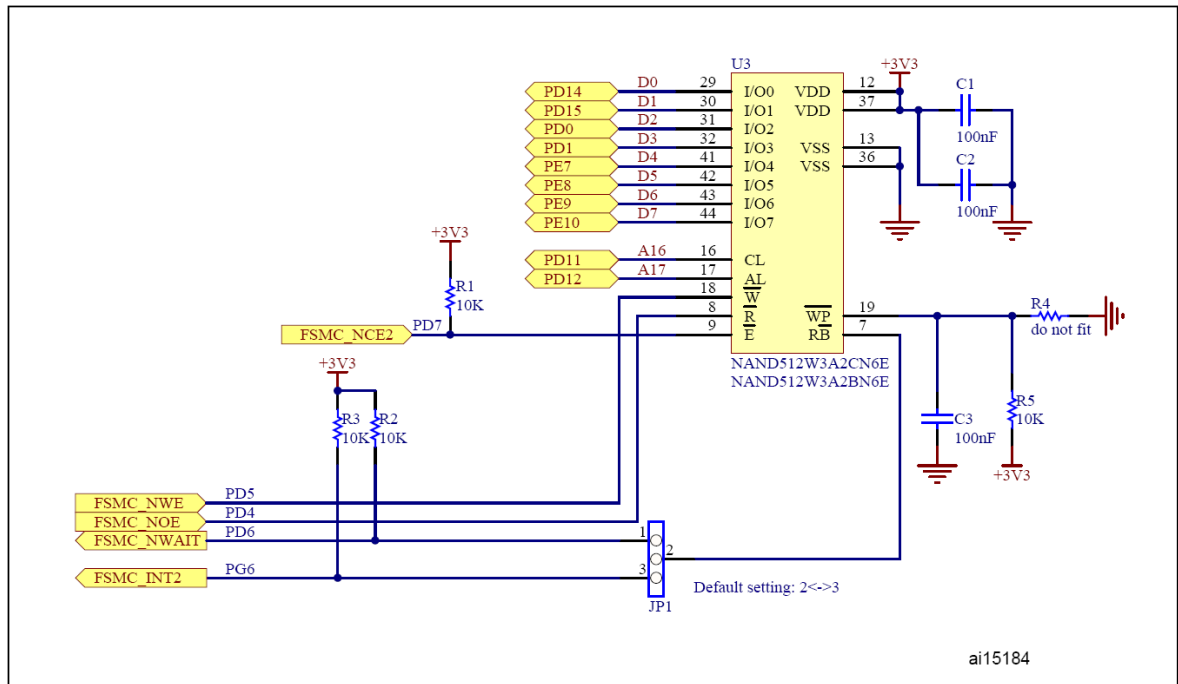 U3
+3V3
PD14 D0 29 I/O0 VDD 12
PD15 D1 30 I/O1 VDD 37
C1
100nF
PD0 D2 31 I/O2
PD1 D3 32 I/O3 VSS 13
PE7 D4 41 I/O4 VSS 36
C2
100nF
PE8 D5 42 I/O5
PE9 D6 43 I/O6
PE10 D7 44 I/O7
PD11 A16 16 CL
PD12 A17 17 AL
18 W
8 R WP 19
9 E RB 7
+3V3
R1
10K
FSMC_NCE2 PD7
R4
do not fit
NAND512W3A2CN6E
NAND512W3A2BN6E
+3V3
R3
10K
R2
10K
C3
100nF
R5
10K
+3V3
FSMC_NWE PD5
FSMC_NOE PD4
FSMC_NWAIT PD6 1
2
FSMC_INT2 PG6 3
JP1
Default setting: 2<->3
ai15184